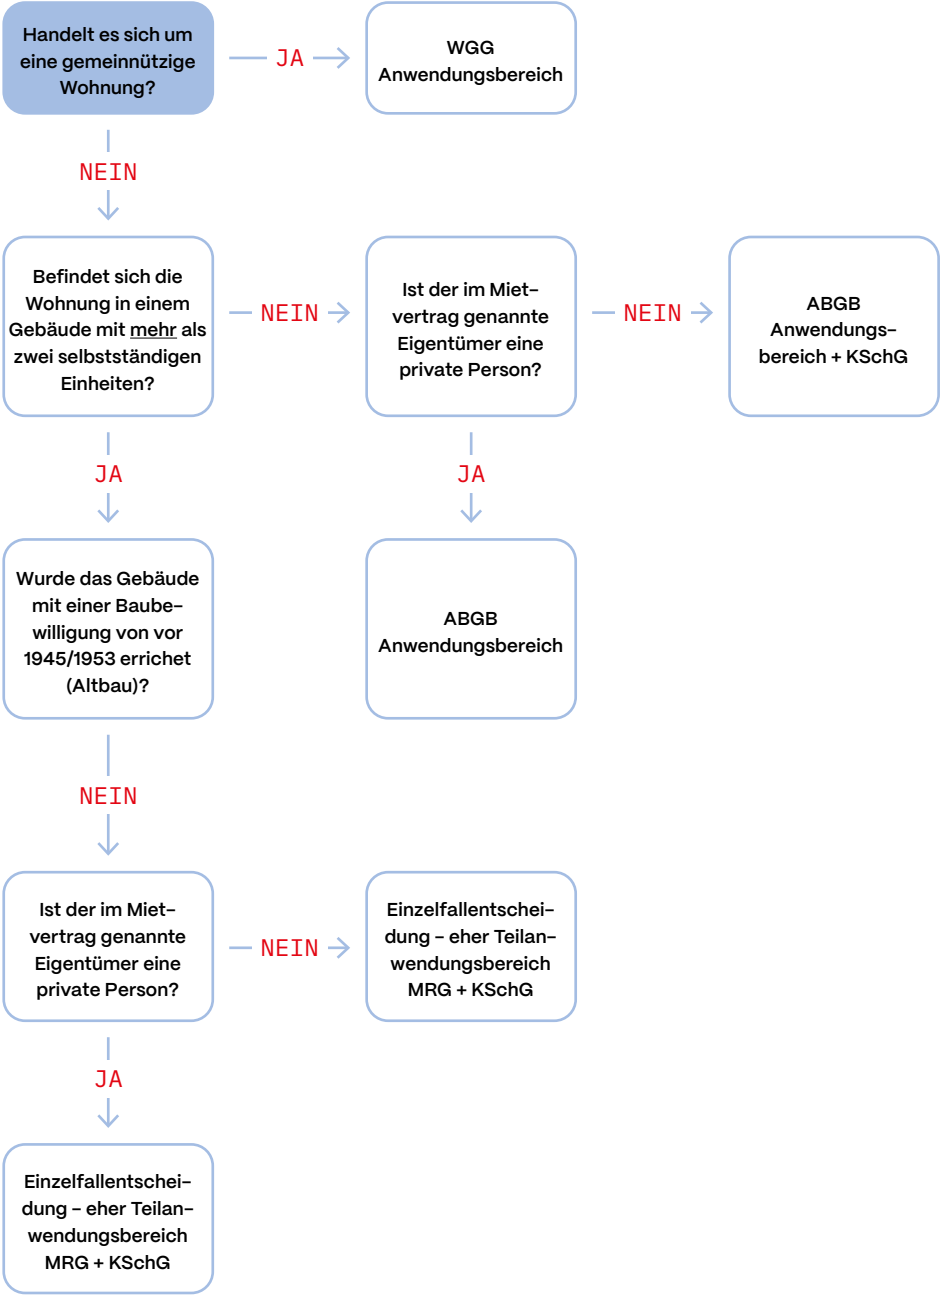 Handelt es sich um
eine gemeinnützige
Wohnung?
JA
WGG
Anwendungsbereich
NEIN
Befindet sich die
Wohnung in einem
Gebäude mit mehr als
zwei selbstständigen
Einheiten?
NEIN
Ist der im Miet–
vertrag genannte
Eigentümer eine
private Person?
NEIN
ABGB
Anwendungs–
bereich + KSchG
JA
JA
Wurde das Gebäude
mit einer Baube–
willigung von vor
1945/1953 errichet
(Altbau)?
ABGB
Anwendungsbereich
NEIN
Ist der im Miet–
vertrag genannte
Eigentümer eine
private Person?
NEIN
Einzelfallentschei–
dung – eher Teilan–
wendungsbereich
MRG + KSchG
JA
Einzelfallentschei–
dung – eher Teilan–
wendungsbereich
MRG + KSchG